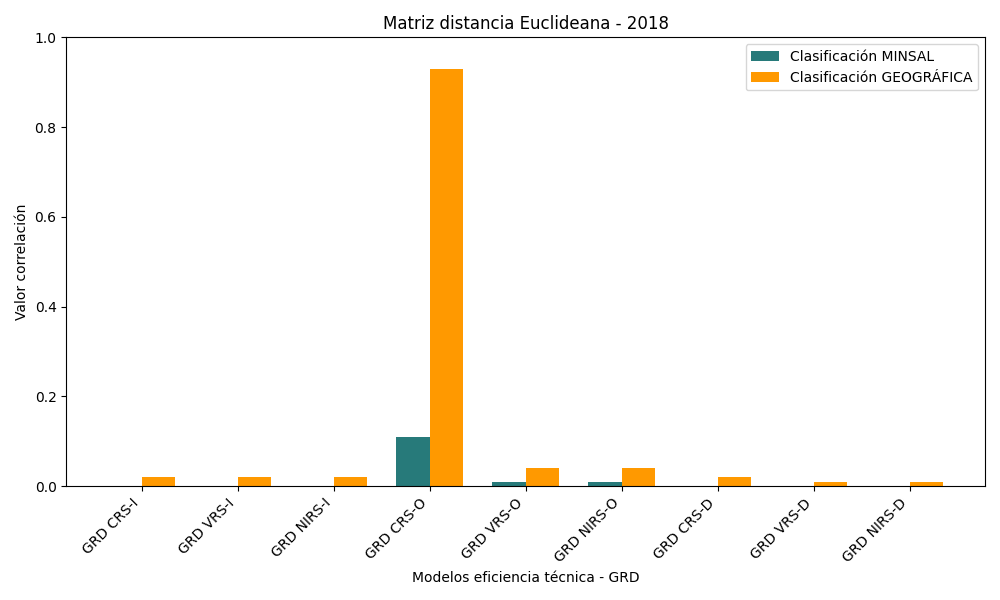 Matriz distancia Euclideana - 2018
1.0
0.8
0.6
0.4
0.2
0.0
Valor correlación
Clasificación MINSAL
Clasificación GEOGRÁFICA
GRD CRS-I
GRD VRS-I
GRD NIRS-I
GRD CRS-O
GRD VRS-O
GRD NIRS-O
GRD CRS-D
GRD VRS-D
GRD NIRS-D
Modelos eficiencia técnica - GRD